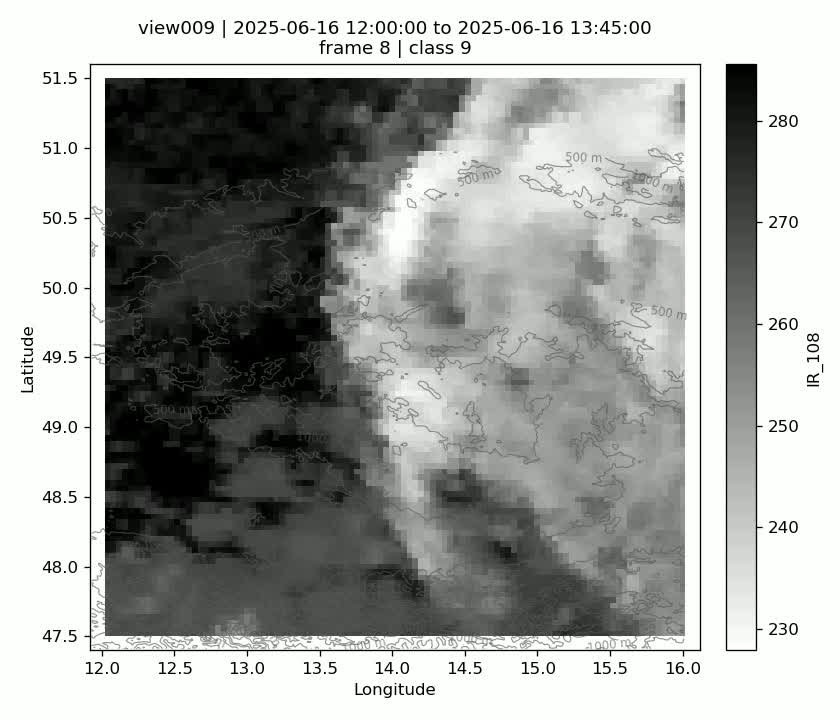 view009 | 2025-06-16 12:00:00 to 2025-06-16 13:45:00
frame 8 | class 9
51.5
51.0
50.5
50.0
49.5
49.0
48.5
48.0
47.5
Latitude
12.0 12.5 13.0 13.5 14.0 14.5 15.0 15.5 16.0
Longitude
500 m
500 m
500 m
500 m
280
270
260
250
240
230
IR_108